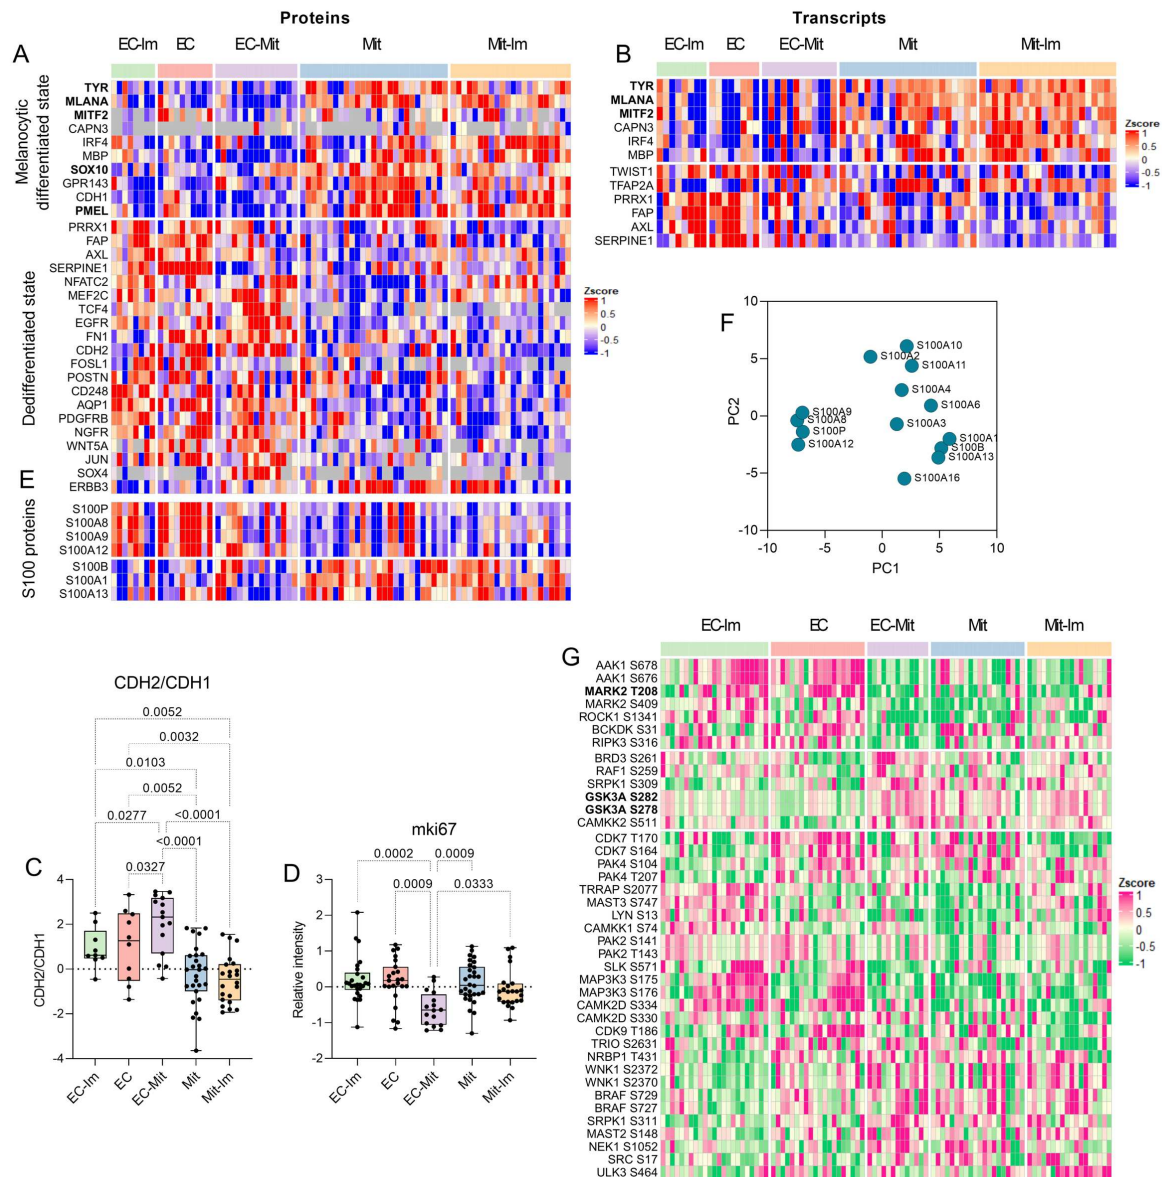 Proteins
Transcripts
A
EC-Im EC EC-Mit Mit Mit-Im
Melanocytic
differentiated state
TYR
MLANA
MITF2
CAPN3
IRF4
MBP
SOX10
GPR143
CDH1
PMEL
Dedifferentiated state
PRRX1
FAP
AXL
SERPINE1
NFATC2
MEF2C
TCF4
EGFR
FN1
CDH2
FOSL1
POSTN
CD248
AQP1
PDGFRB
NGFR
WNT5A
JUN
SOX4
ERBB3
Zscore
1
0.5
0
-0.5
-1
E
S100 proteins
S100P
S100A8
S100A9
S100A12
S100B
S100A1
S100A13
B
EC-Im EC EC-Mit Mit Mit-Im
TYR
MLANA
MITF2
CAPN3
IRF4
MBP
TWIST1
TFAP2A
PRRX1
FAP
AXL
SERPINE1
Zscore
1
0.5
0
-0.5
-1
F
PC2
10
5
0
-5
-10
S100A10
S100A2
S100A11
S100A4
S100A6
S100A9
S100A8
S100A3
S100P
S100A1
S100A12
S100B
S100A13
S100A16
-10 -5 0 5 10
PC1
C
CDH2/CDH1
0.0052
0.0032
0.0103
0.0052
0.0277 <0.0001
<0.0001
0.0327
CDH2/CDH1
4
2
0
-2
-4
EC-Im EC EC-Mit Mit Mit-Im
D
mki67
0.0002 0.0009
0.0009 0.0333
Relative Intensity
3
2
1
0
-1
-2
EC-Im EC EC-Mit Mit Mit-Im
G
EC-Im EC EC-Mit Mit Mit-Im
AAK1 S678
AAK1 S676
MARK2 T208
MARK2 S409
ROCK1 S1341
BCKDK S31
RIPK3 S316
BRD3 S261
RAF1 S259
SRPK1 S309
GSK3A S282
GSK3A S278
CAMKK2 S511
CDK7 T170
CDK7 S164
PAK4 S104
PAK4 T207
TRRAP S2077
MAST3 S747
LYN S13
CAMKK1 S74
PAK2 S141
PAK2 T143
SLK S571
MAP3K3 S175
MAP3K3 S176
CAMK2D S334
CAMK2D S330
CDK9 T186
TRIO S2631
NRBP1 T431
WNK1 S2372
WNK1 S2370
BRAF S729
BRAF S727
SRPK1 S311
MAST2 S148
NEK1 S1052
SRC S17
ULK3 S464
Zscore
1
0.5
0
-0.5
-1